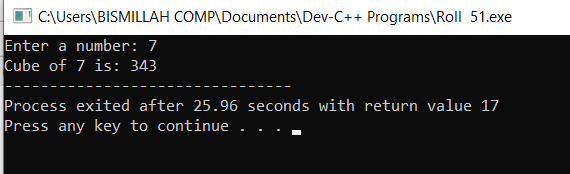 C:\Users\BISMILLAH COMP\Documents\Dev-C++ Programs\Roll  51.exe
Enter a number: 7
Cube of 7 is: 343
--------------------------------
Process exited after 25.96 seconds with return value 17
Press any key to continue . . .